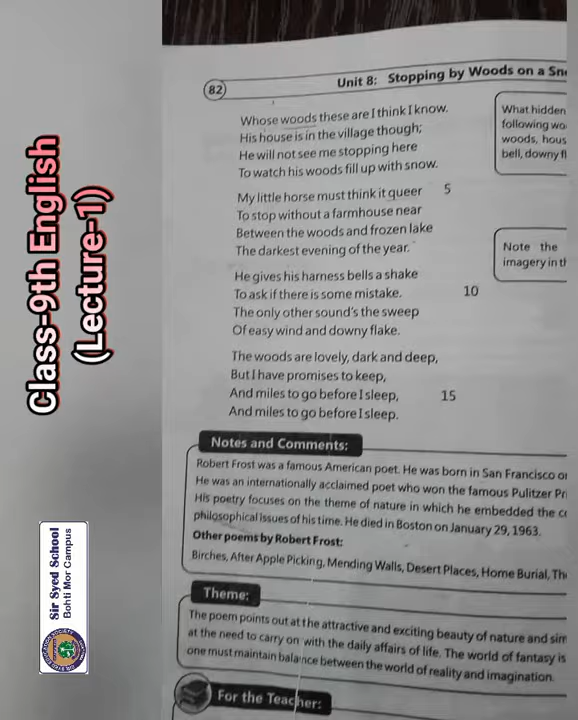 Class-9th English
(Lecture-1)
Sir Syed School
Bohti Mor Campus
82
Unit 8: Stopping by Woods on a
Whose woods these are I think I know.
His house is in the village though;
He will not see me stopping here
To watch his woods fill up with snow.
My little horse must think it queer 5
To stop without a farmhouse near
Between the woods and frozen lake
The darkest evening of the year.
He gives his harness bells a shake
To ask if there is some mistake. 10
The only other sound's the sweep
Of easy wind and downy flake.
The woods are lovely, dark and deep,
But I have promises to keep,
And miles to go before I sleep, 15
And miles to go before I sleep.
What hidden
following
woods,
bell, downy
Note the
imagery in
Notes and Comments:
Robert Frost was a famous American poet. He was born in San Francisco
He was an internationally acclaimed poet who won the famous Pulitzer
His poetry focuses on the theme of nature in which he embedded the
philosophical issues of his time. He died in Boston on January 29, 1963.
Other poems by Robert Frost:
Birches, After Apple Picking, Mending Walls, Desert Places, Home Burial,
Theme:
The poem points out at the attractive and exciting beauty of nature and
at the need to carry on with the daily affairs of life. The world of fantasy is
one must maintain balance between the world of reality and imagination.
For the Teacher: